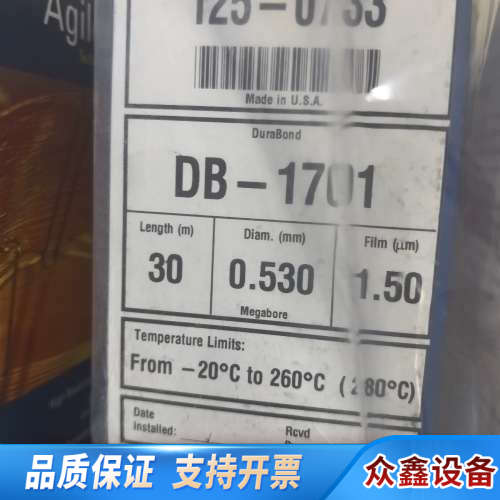 Agil
125-0733
Made in U.S.A.
DuraBond
DB-1701
Length (m)
Diam. (mm)
Film (µm)
30
0.530
1.50
Megabore
Temperature Limits:
From -20°C to 260°C (280°C)
Date
Installed:
Rcvd
品质保证 支持开票
众鑫设备